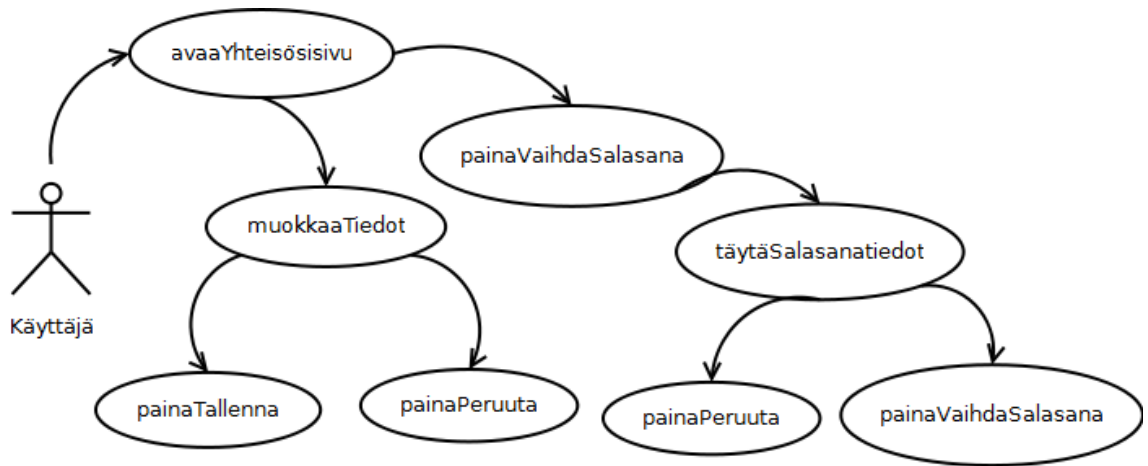 avaaYhteisösisivu
painaVaihdaSalasana
muokkaaTiedot
täytäSalasanatiedot
Käyttäjä
painaTallenna
painaPeruuta
painaPeruuta
painaVaihdaSalasana